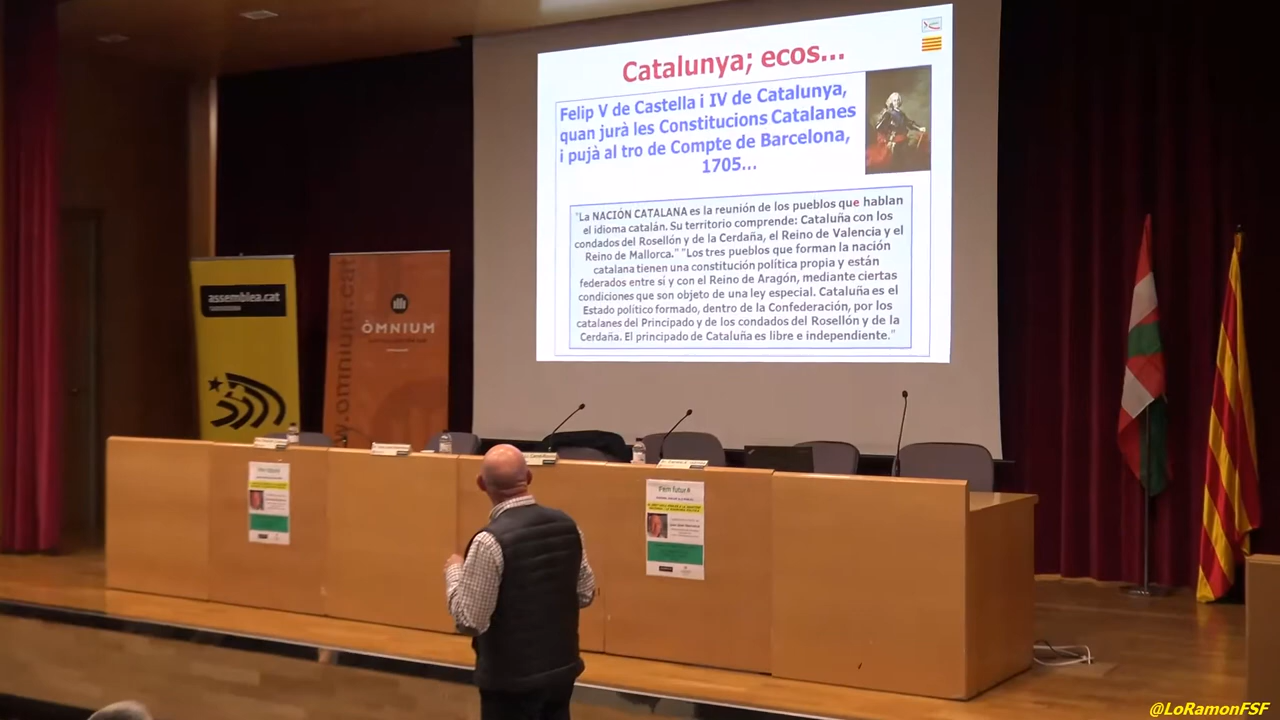 Catalunya; ecos...
Felip V de Castella i IV de Catalunya,
quan jurà les Constitucions Catalanes
i pujà al tro de Compte de Barcelona,
1705...
"La NACIÓN CATALANA es la reunión de los pueblos que hablan
el idioma catalán. Su territorio comprende: Cataluña con los
condados del Rosellón y de la Cerdaña, el Reino de Valencia y el
Reino de Mallorca." "Los tres pueblos que forman la nación
catalana tienen una constitución política propia y están
federados entre sí y con el Reino de Aragón, mediante ciertas
condiciones que son objeto de una ley especial. Cataluña es el
Estado político formado, dentro de la Confederación, por los
catalanes del Principado y de los condados del Rosellón y de la
Cerdaña. El principado de Cataluña es libre e independiente."
assemblea.cat
w.omnium.cat
ÒMNIUM
Fem futur.#
@LoRamonFSF